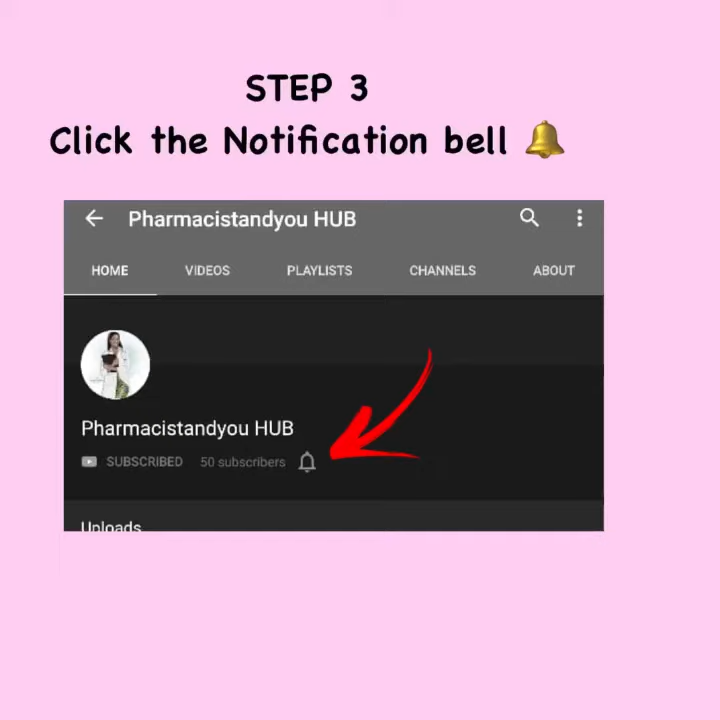 STEP 3
Click the Notification bell 🔔
Pharmacistandyou HUB
HOME VIDEOS PLAYLISTS CHANNELS ABOUT
Pharmacistandyou HUB
SUBSCRIBED 50 subscribers
Uploads